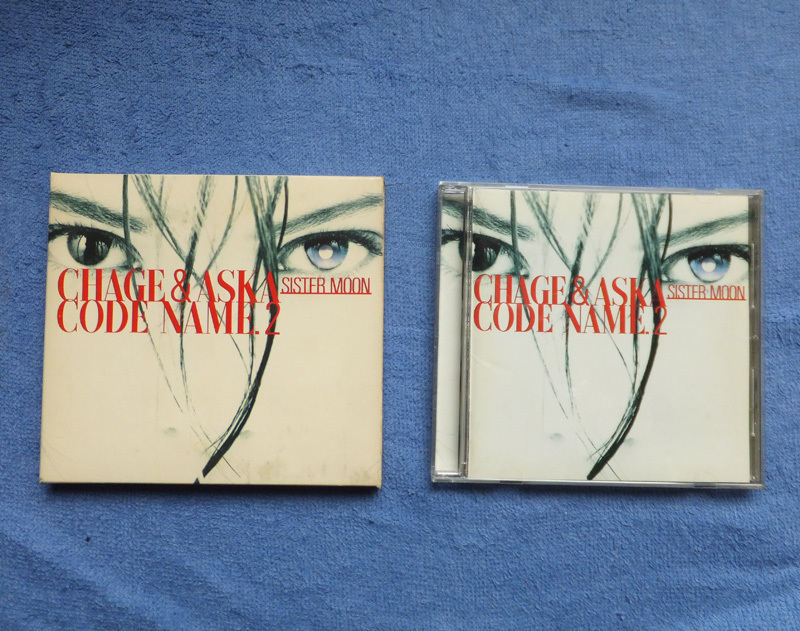 CHAGE & ASKA
CODE NAME. 2
SISTER MOON
CHAGE & ASKA
CODE NAME. 2
SISTER MOON